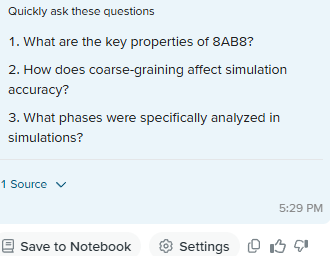 Quickly ask these questions
1. What are the key properties of 8AB8?
2. How does coarse-graining affect simulation
accuracy?
3. What phases were specifically analyzed in
simulations?
1 Source
5:29 PM
Save to Notebook
Settings